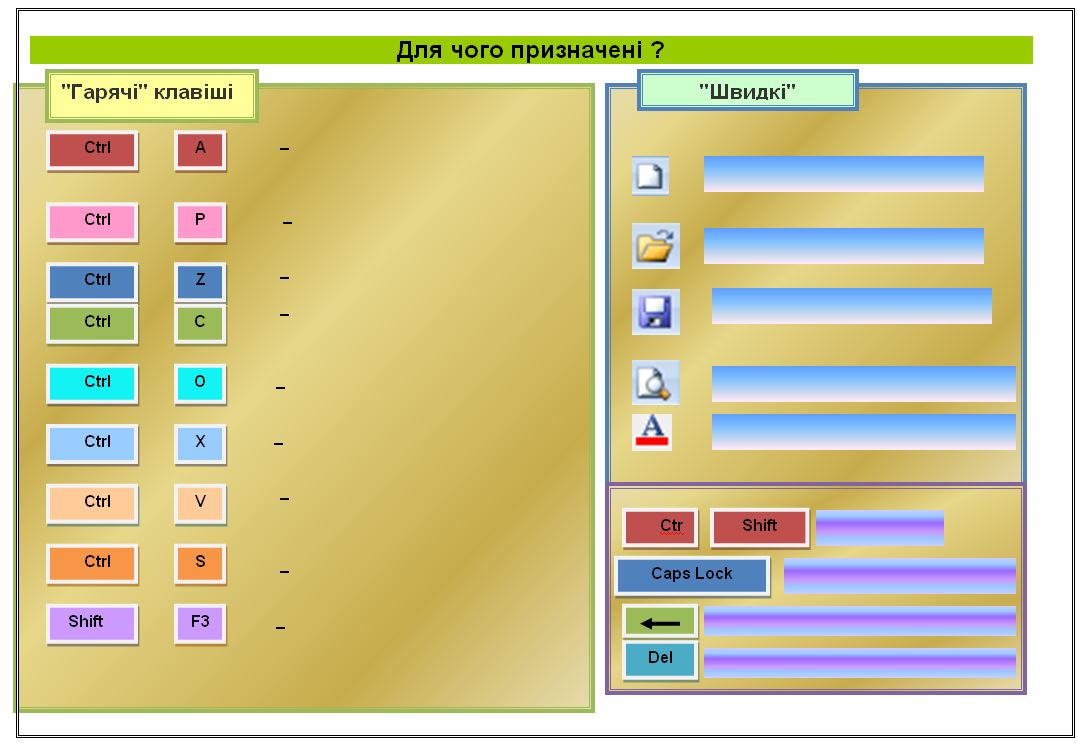 Для чого призначені ?
"Гарячі" клавіші
Ctrl A –
Ctrl P –
Ctrl Z –
Ctrl C –
Ctrl O –
Ctrl X –
Ctrl V –
Ctrl S –
Shift F3 –
"Швидкі"
A
Ctr Shift
Caps Lock
Del